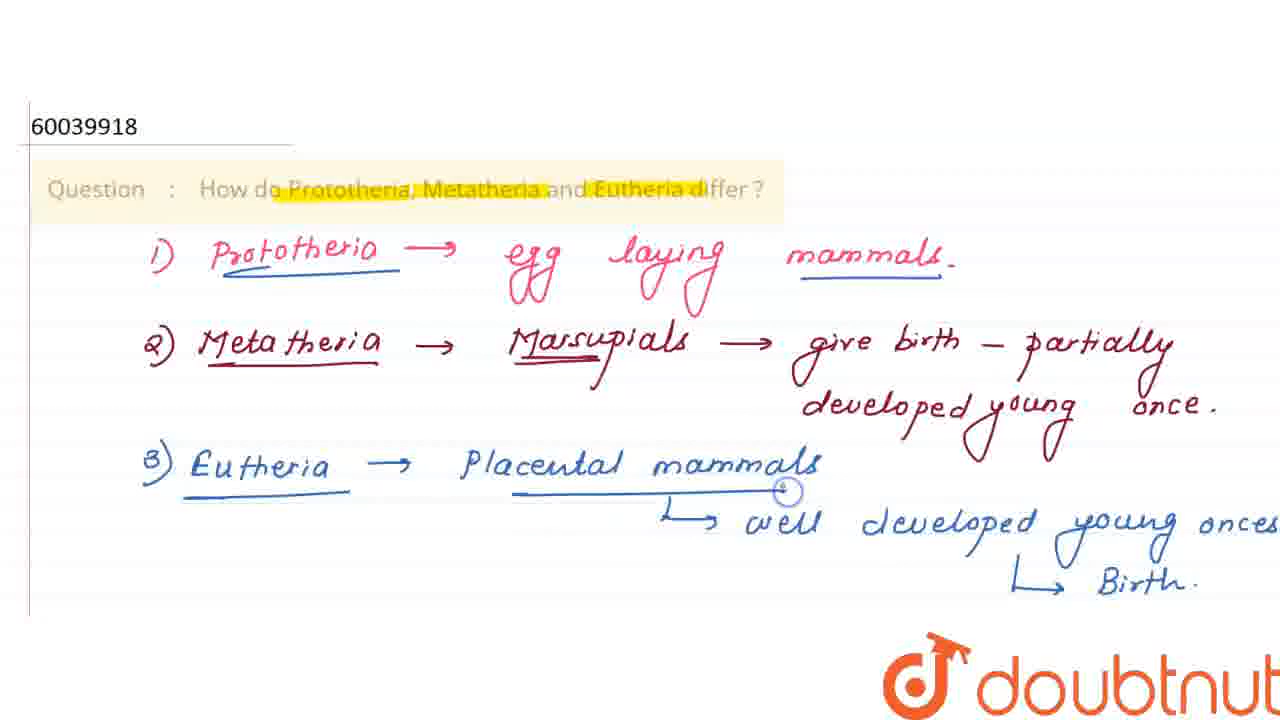 60039918
Question : How do Prototheria, Metatheria and Eutheria differ ?
1) Prototheria → egg laying mammals.
2) Metatheria → Marsupials → give birth – partially
developed young once.
3) Eutheria → Placental mammals
↳ well developed young onces
↳ Birth.
doubtnut